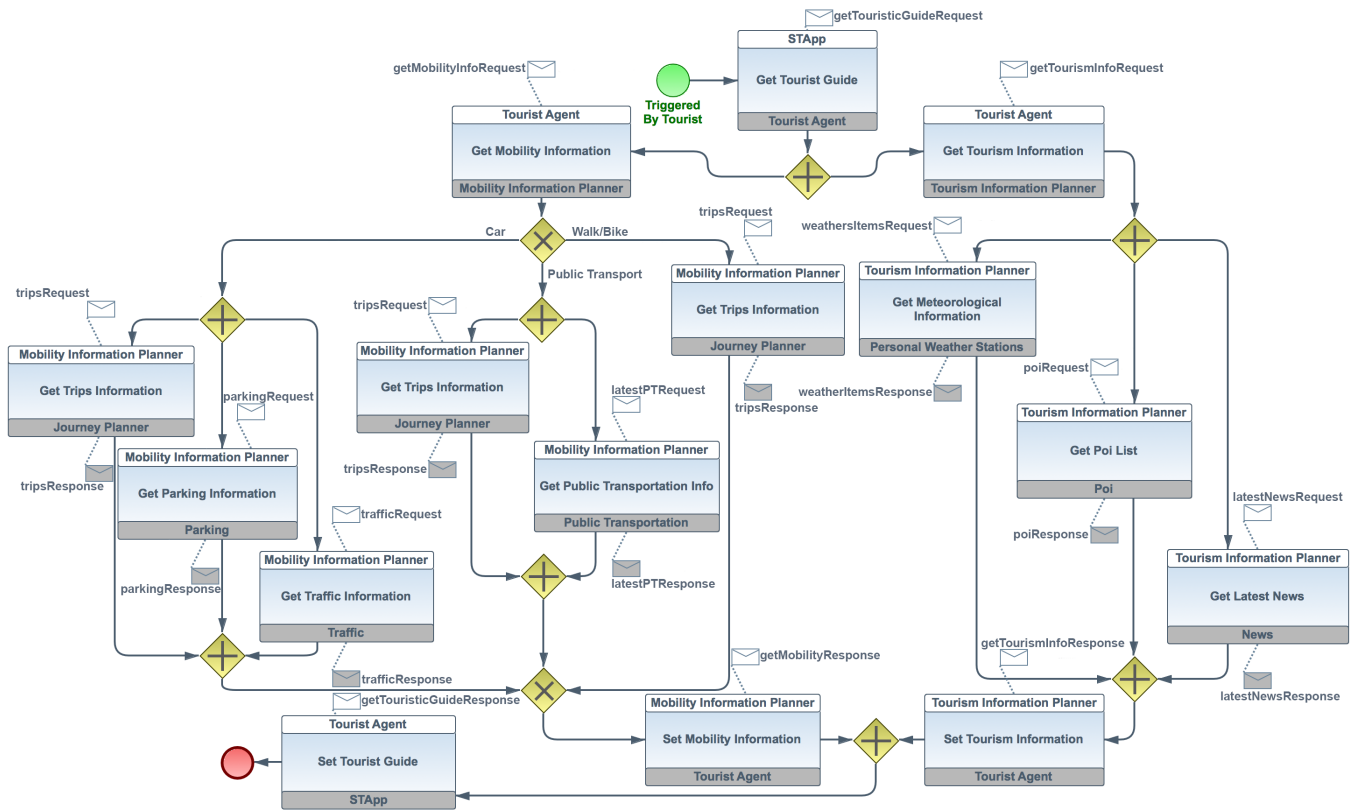 getTouristicGuideRequest
STApp
Get Tourist Guide
Tourist Agent
Triggered
By Tourist
getMobilityInfoRequest
Tourist Agent
Get Mobility Information
Mobility Information Planner
getTourismInfoRequest
Tourist Agent
Get Tourism Information
Tourism Information Planner
Car
Walk/Bike
Public Transport
tripsRequest
Mobility Information Planner
Get Trips Information
Journey Planner
tripsResponse
weathersItemsRequest
Tourism Information Planner
Get Meteorological
Information
Personal Weather Stations
weatherItemsResponse
tripsRequest
Mobility Information Planner
Get Trips Information
Journey Planner
tripsResponse
parkingRequest
Mobility Information Planner
Get Parking Information
Parking
parkingResponse
trafficRequest
Mobility Information Planner
Get Traffic Information
Traffic
trafficResponse
tripsRequest
Mobility Information Planner
Get Trips Information
Journey Planner
tripsResponse
latestPTRequest
Mobility Information Planner
Get Public Transportation Info
Public Transportation
latestPTResponse
poiRequest
Tourism Information Planner
Get Poi List
Poi
poiResponse
latestNewsRequest
Tourism Information Planner
Get Latest News
News
latestNewsResponse
getMobilityResponse
Mobility Information Planner
Set Mobility Information
Tourist Agent
getTourismInfoResponse
Tourism Information Planner
Set Tourism Information
Tourist Agent
getTouristicGuideResponse
Tourist Agent
Set Tourist Guide
STApp